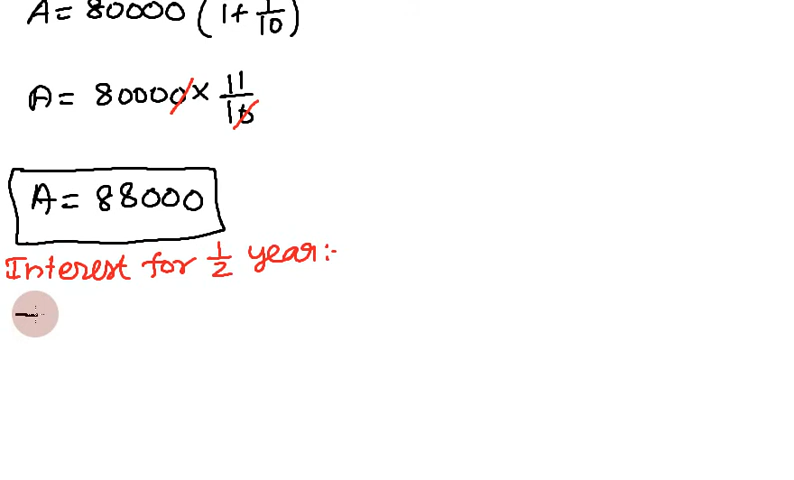 A = 80000 (1 + 1/10)
A = 80000 × 11/10
A = 88000
Interest for 1/2 year:-